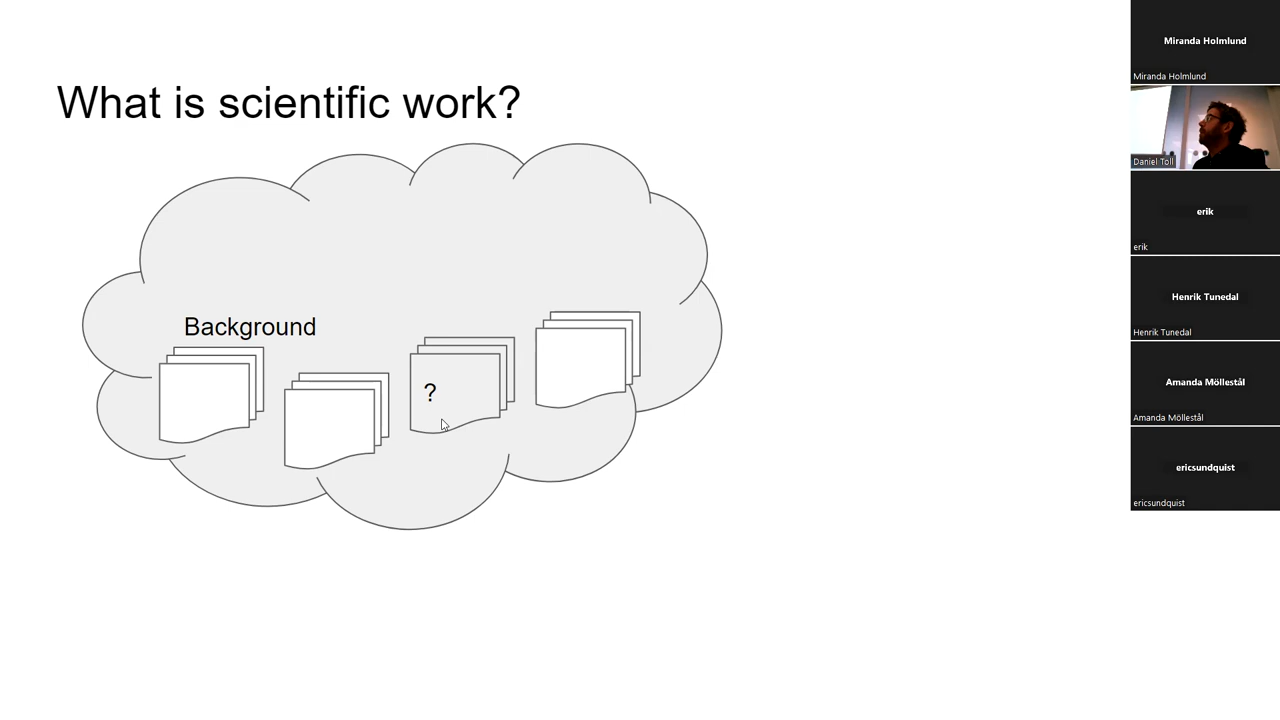 What is scientific work?
Background
?
Miranda Holmlund
Miranda Holmlund
Daniel Toll
erik
erik
Henrik Tunedal
Henrik Tunedal
Amanda Möllestål
Amanda Möllestål
ericsundquist
ericsundquist